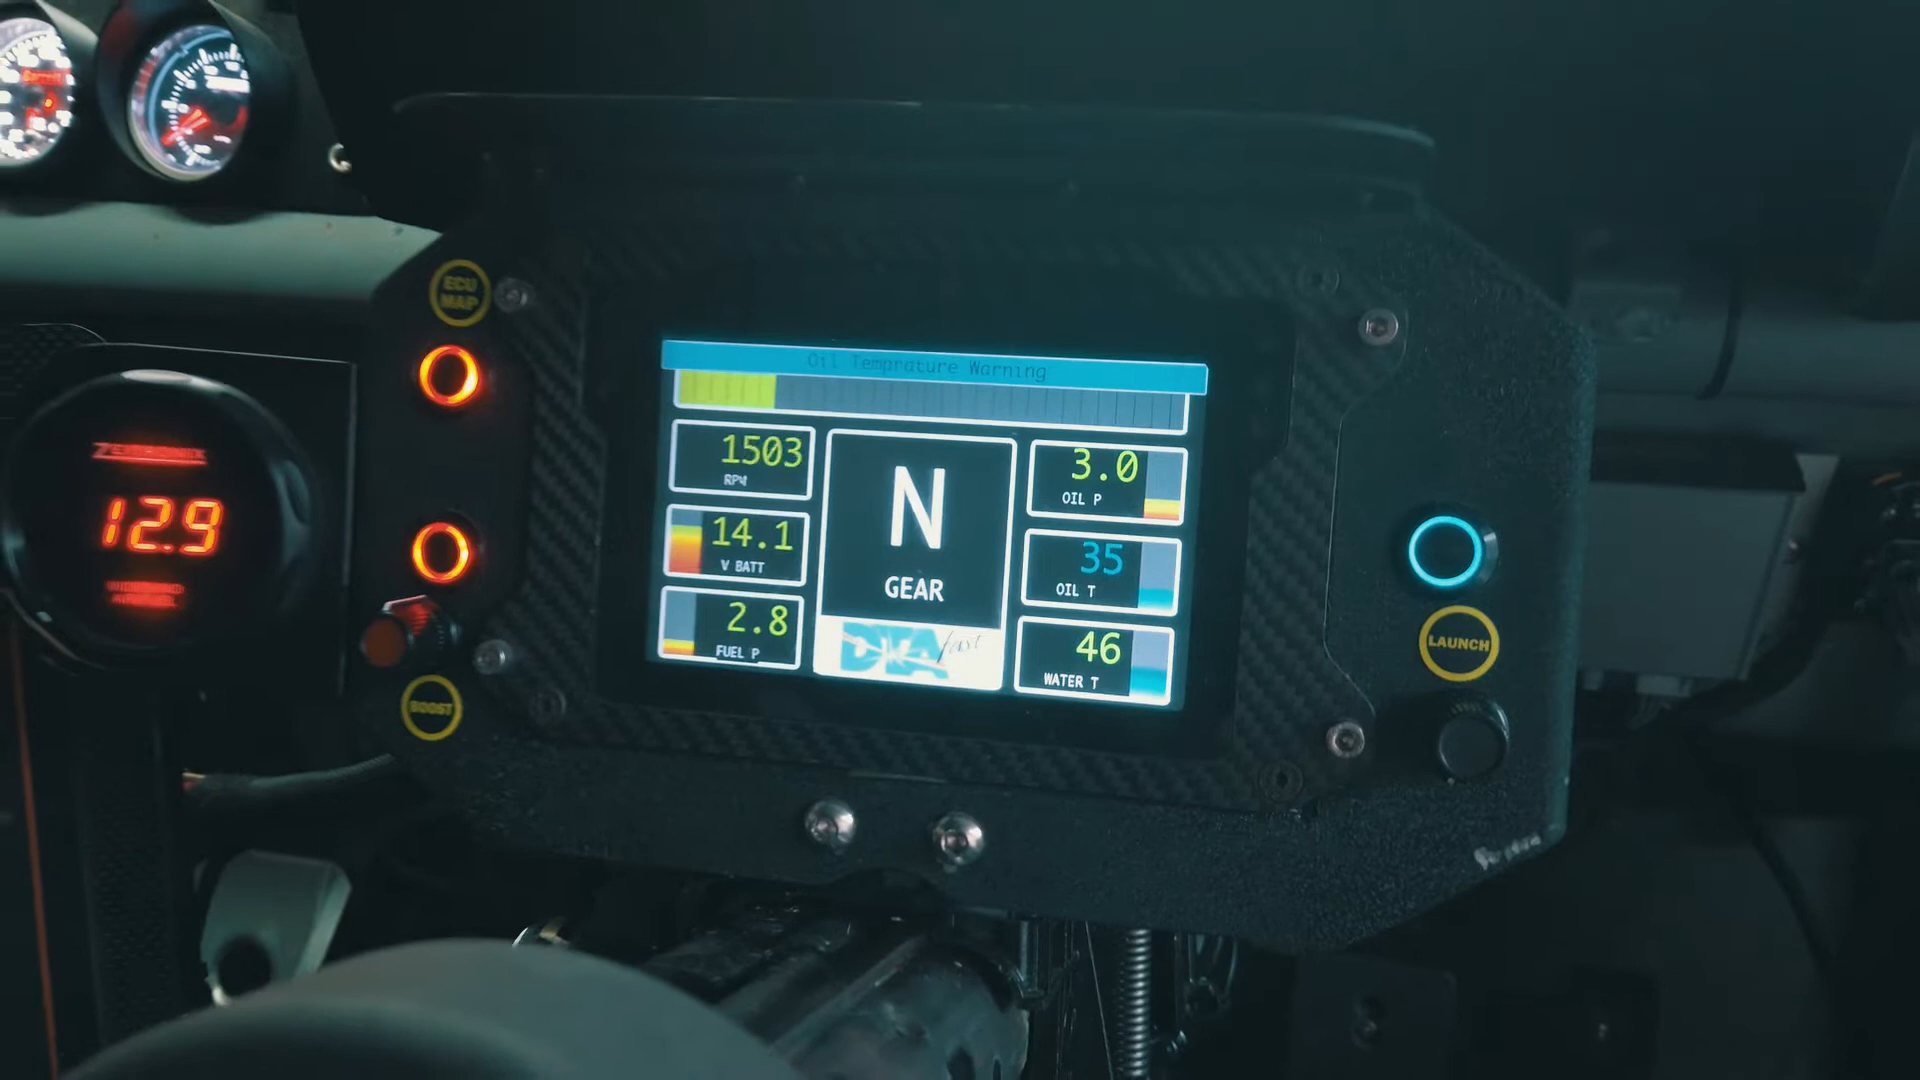 ECU
MAP
Oil Temprature Warning
1503
RPM
14.1
V BATT
2.8
FUEL P
N
GEAR
3.0
OIL P
35
OIL T
46
WATER T
12.9
BOOST
LAUNCH